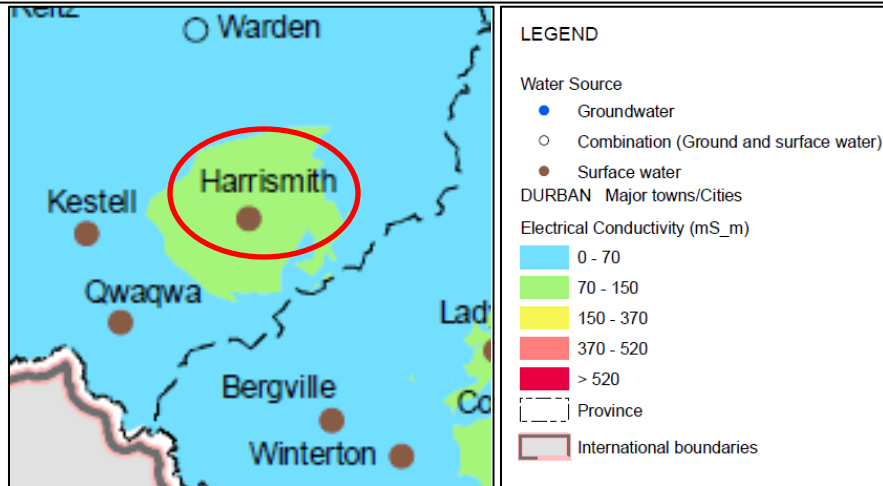 Warden
Harrismith
Kestell
Qwaqwa
Bergville
Winterton
LEGEND
Water Source
Groundwater
Combination (Ground and surface water)
Surface water
DURBAN Major towns/Cities
Electrical Conductivity (mS_m)
0 - 70
70 - 150
150 - 370
370 - 520
> 520
Province
International boundaries